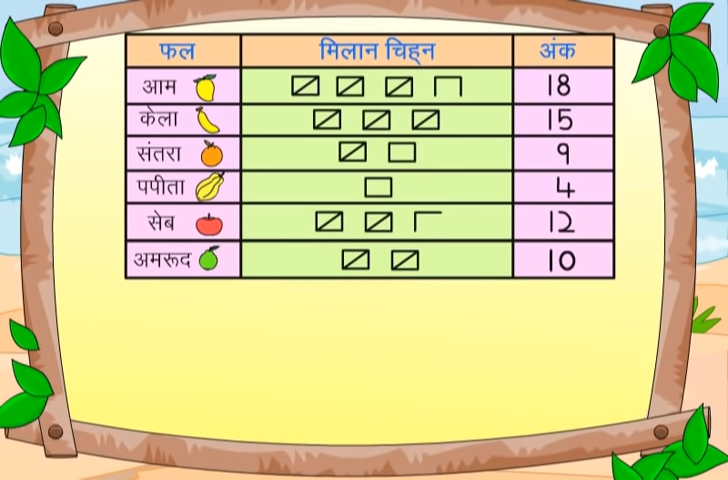 फल मिलान चिह्न अंक
आम 18
केला 15
संतरा 9
पपीता 4
सेब 12
अमरूद 10